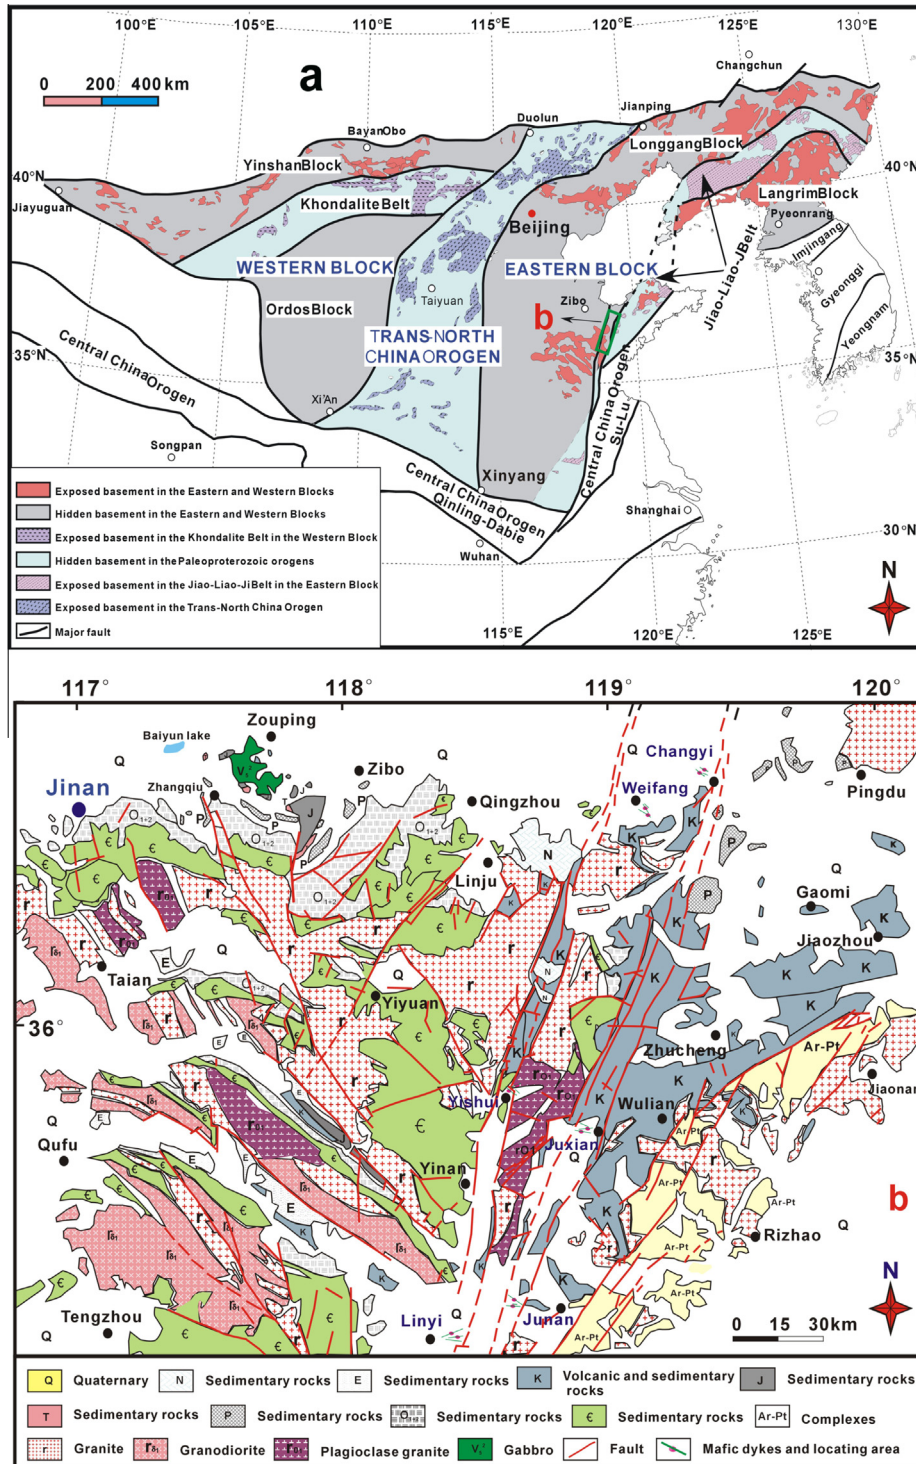 100°E 105°E 110°E 115°E 120°E 125°E 130°E
a
0 200 400 km
Changchun
Jianping
Duolun
BayanObo
LonggangBlock
YinshanBlock
40°N
40°N
KhondaliteBelt
LangrimBlock
Jiayuguan
Pyeonrang
Beijing
Imjingang
WESTERN BLOCK
EASTERN BLOCK
Jiao-Liao-JBelt
Gyeonggi
Taiyuan
Zibo
OrdosBlock
b
Yeongnam
TRANS-NORTH
CHINA OROGEN
35°N
35°N
Central ChinaOrogen
Central China Orogen
Su-Lu
Xi'An
Songpan
Xinyang
Central China Orogen
Qinling-Dabie
Shanghai
Wuhan
30°N
N
Exposed basement in the Eastern and Western Blocks
Hidden basement in the Eastern and Western Blocks
Exposed basement in the Khondalite Belt in the Western Block
Hidden basement in the Paleoproterozoic orogens
Exposed basement in the Jiao-Liao-JiBelt in the Eastern Block
Exposed basement in the Trans-North China Orogen
Major fault
115°E 120°E 125°E
117° 118° 119° 120°
Zouping
Baiyun lake
Q
Q
Changyi
Zibo
Weifang
Jinan
Zhangqiu
Qingzhou
Pingdu
Linju
Gaomi
Jiaozhou
Taian
Yiyuan
36°
Zhucheng
Ar-Pt
Jiaonan
Yishui
Wulian
Juxian
Qufu
Yinan
Rizhao
b
N
Tengzhou
Linyi
Junan
0 15 30km
Q Quaternary N Sedimentary rocks E Sedimentary rocks K Volcanic and sedimentary rocks J Sedimentary rocks
T Sedimentary rocks P Sedimentary rocks O1+2 Sedimentary rocks Є Sedimentary rocks Ar-Pt Complexes
r Granite rδ1 Granodiorite Plagioclase granite Gabbro Fault Mafic dykes and locating area